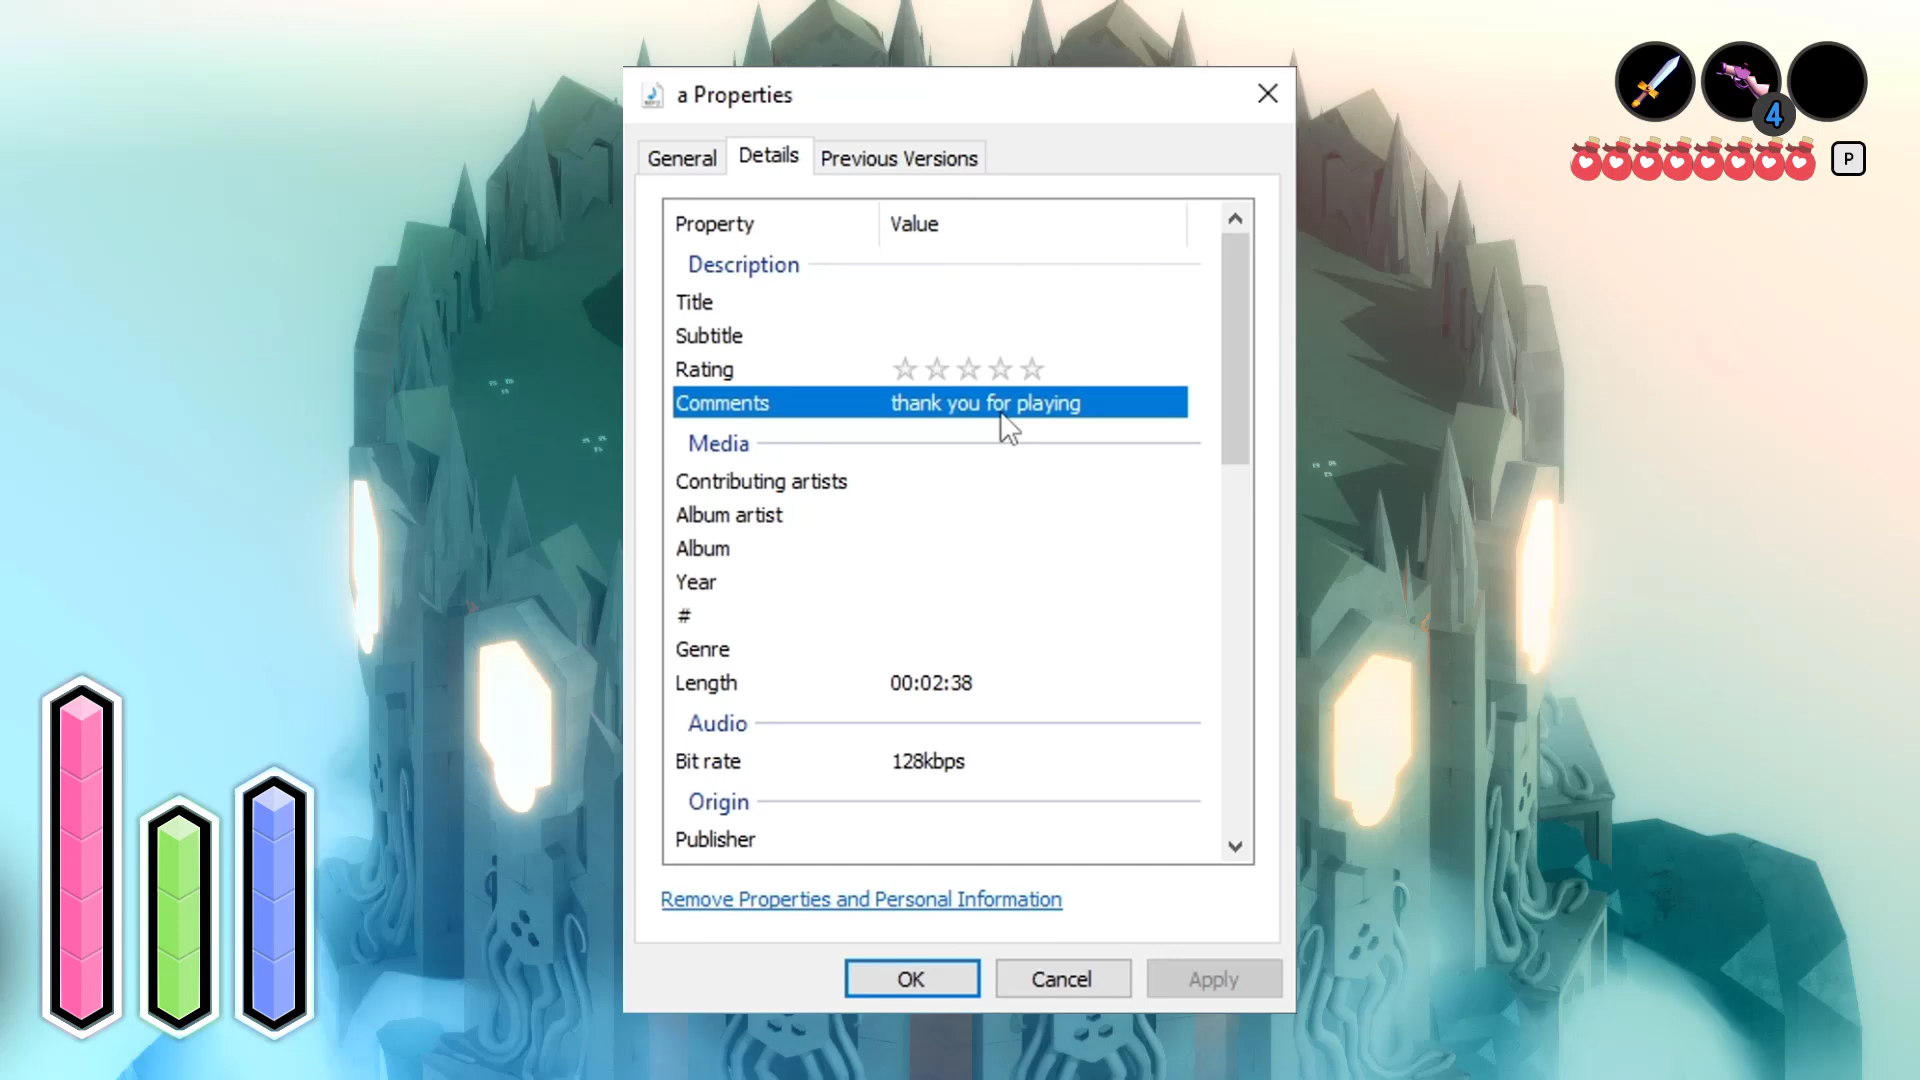 a Properties
General
Details
Previous Versions
4
P
Property Value
Description
Title
Subtitle
Rating
Comments thank you for playing
Media
Contributing artists
Album artist
Album
Year
#
Genre
Length 00:02:38
Audio
Bit rate 128kbps
Origin
Publisher
Remove Properties and Personal Information
OK
Cancel
Apply